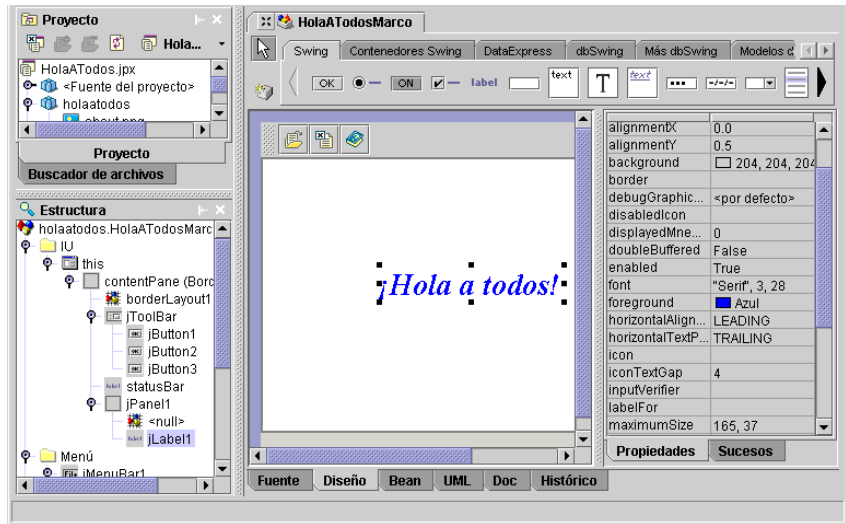 Proyecto
Hola...
HolaATodos.jpx
<Fuente del proyecto>
holaatodos
about.png
Proyecto
Buscador de archivos
Estructura
holaatodos.HolaATodosMarc
IU
this
contentPane (Bord
borderLayout1
jToolBar
jButton1
jButton2
jButton3
label statusBar
jPanel1
<null>
label jLabel1
Menú
File jMenuBar1
HolaATodosMarco
Swing Contenedores Swing DataExpress dbSwing Más dbSwing Modelos d
OK ON label text T text
¡Hola a todos!
alignmentX 0.0
alignmentY 0.5
background 204, 204, 204
border
debugGraphic... <por defecto>
disabledIcon
displayedMne... 0
doubleBuffered False
enabled True
font "Serif", 3, 28
foreground Azul
horizontalAlign... LEADING
horizontalTextP... TRAILING
icon
iconTextGap 4
inputVerifier
labelFor
maximumSize 165, 37
Propiedades Sucesos
Fuente Diseño Bean UML Doc Histórico